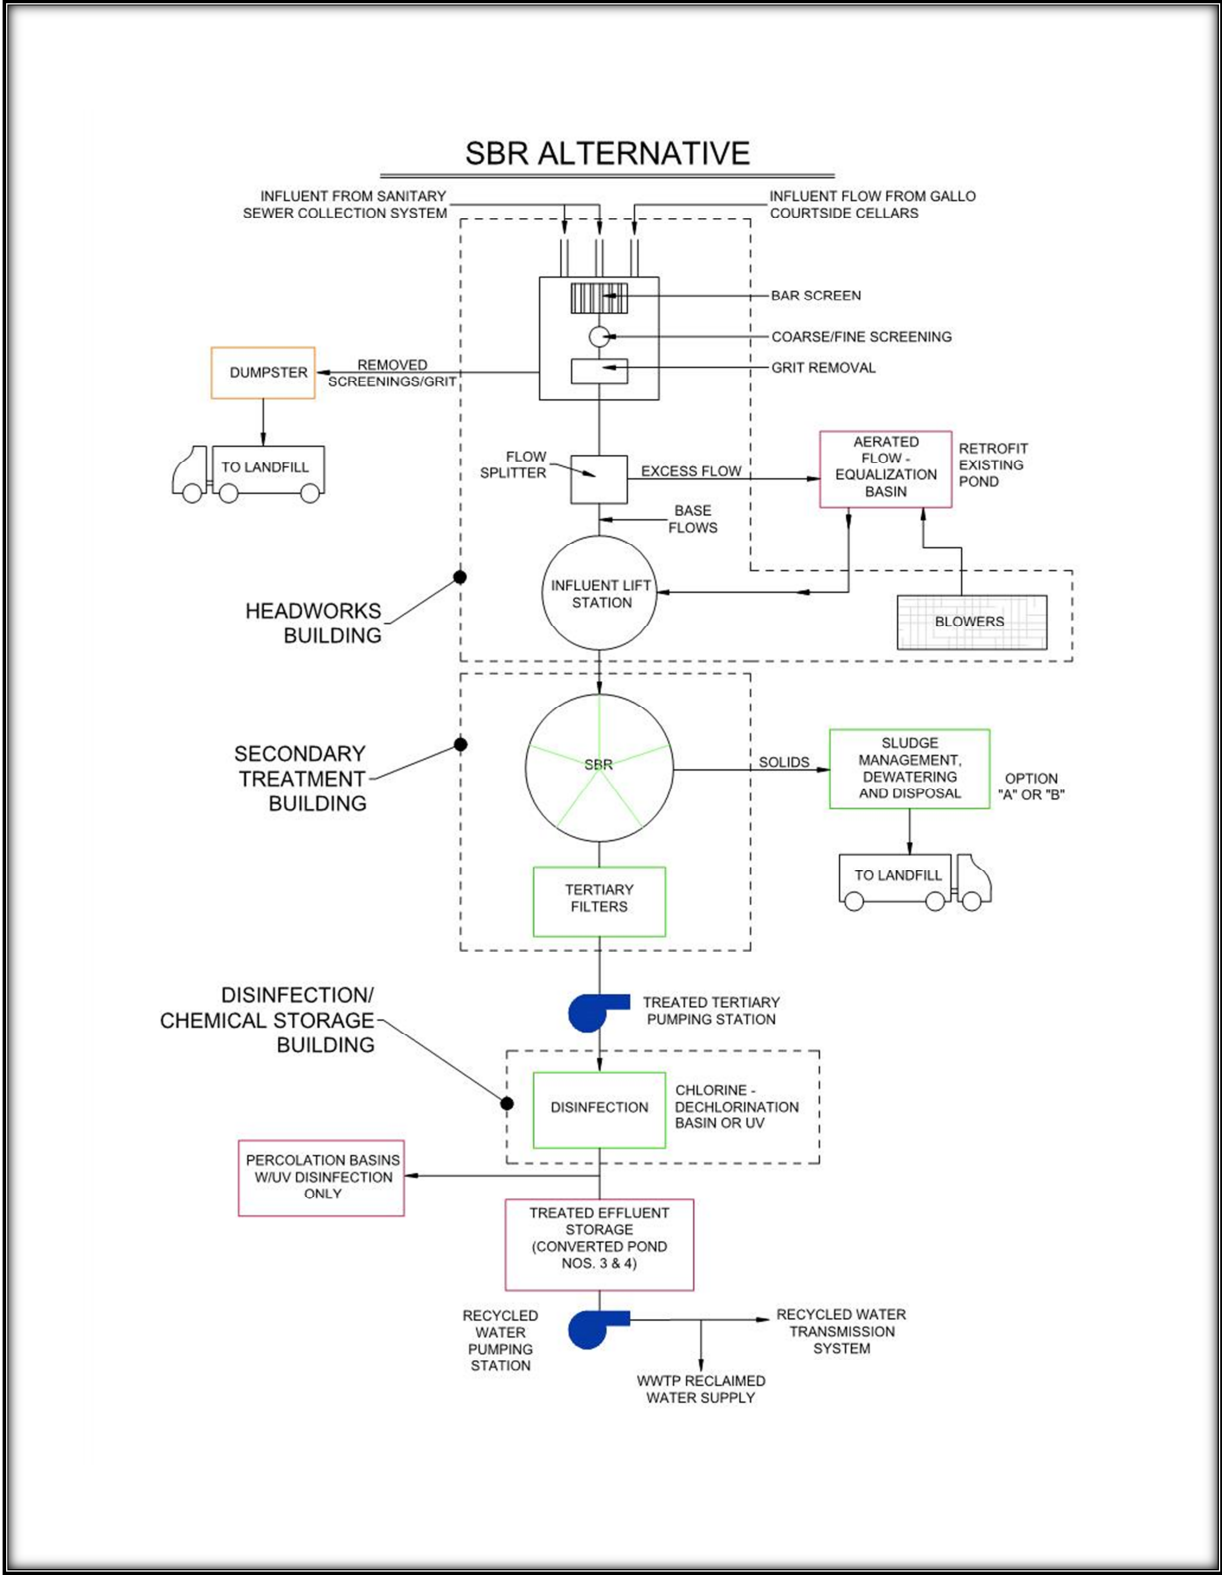 SBR ALTERNATIVE
INFLUENT FROM SANITARY
SEWER COLLECTION SYSTEM
INFLUENT FLOW FROM GALLO
COURTSIDE CELLARS
BAR SCREEN
COARSE/FINE SCREENING
GRIT REMOVAL
DUMPSTER
REMOVED
SCREENINGS/GRIT
TO LANDFILL
FLOW
SPLITTER
EXCESS FLOW
AERATED
FLOW -
EQUALIZATION
BASIN
RETROFIT
EXISTING
POND
BASE
FLOWS
INFLUENT LIFT
STATION
BLOWERS
HEADWORKS
BUILDING
SECONDARY
TREATMENT
BUILDING
SBR
SOLIDS
SLUDGE
MANAGEMENT,
DEWATERING
AND DISPOSAL
OPTION
"A" OR "B"
TO LANDFILL
TERTIARY
FILTERS
DISINFECTION/
CHEMICAL STORAGE
BUILDING
TREATED TERTIARY
PUMPING STATION
DISINFECTION
CHLORINE -
DECHLORINATION
BASIN OR UV
PERCOLATION BASINS
W/UV DISINFECTION
ONLY
TREATED EFFLUENT
STORAGE
(CONVERTED POND
NOS. 3 & 4)
RECYCLED
WATER
PUMPING
STATION
RECYCLED WATER
TRANSMISSION
SYSTEM
WWTP RECLAIMED
WATER SUPPLY